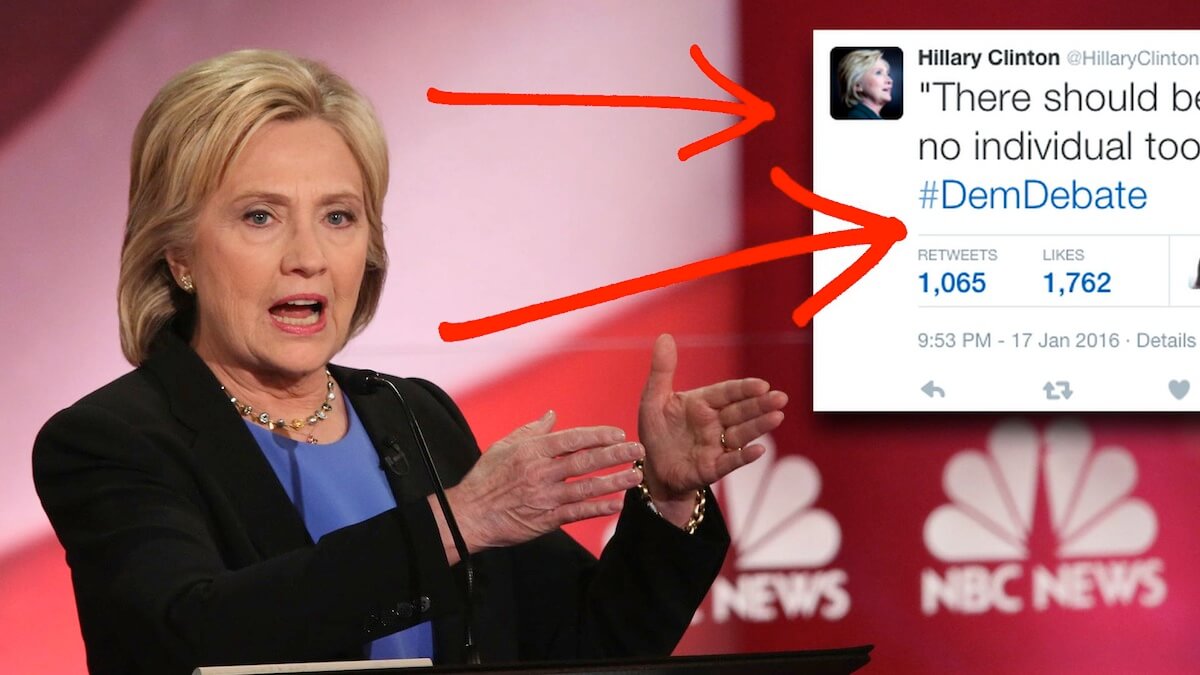 Hillary Clinton @HillaryClinton
"There should be
no individual too
#DemDebate
RETWEETS LIKES
1,065 1,762
9:53 PM - 17 Jan 2016 · Details
NBC NEWS
NEWS